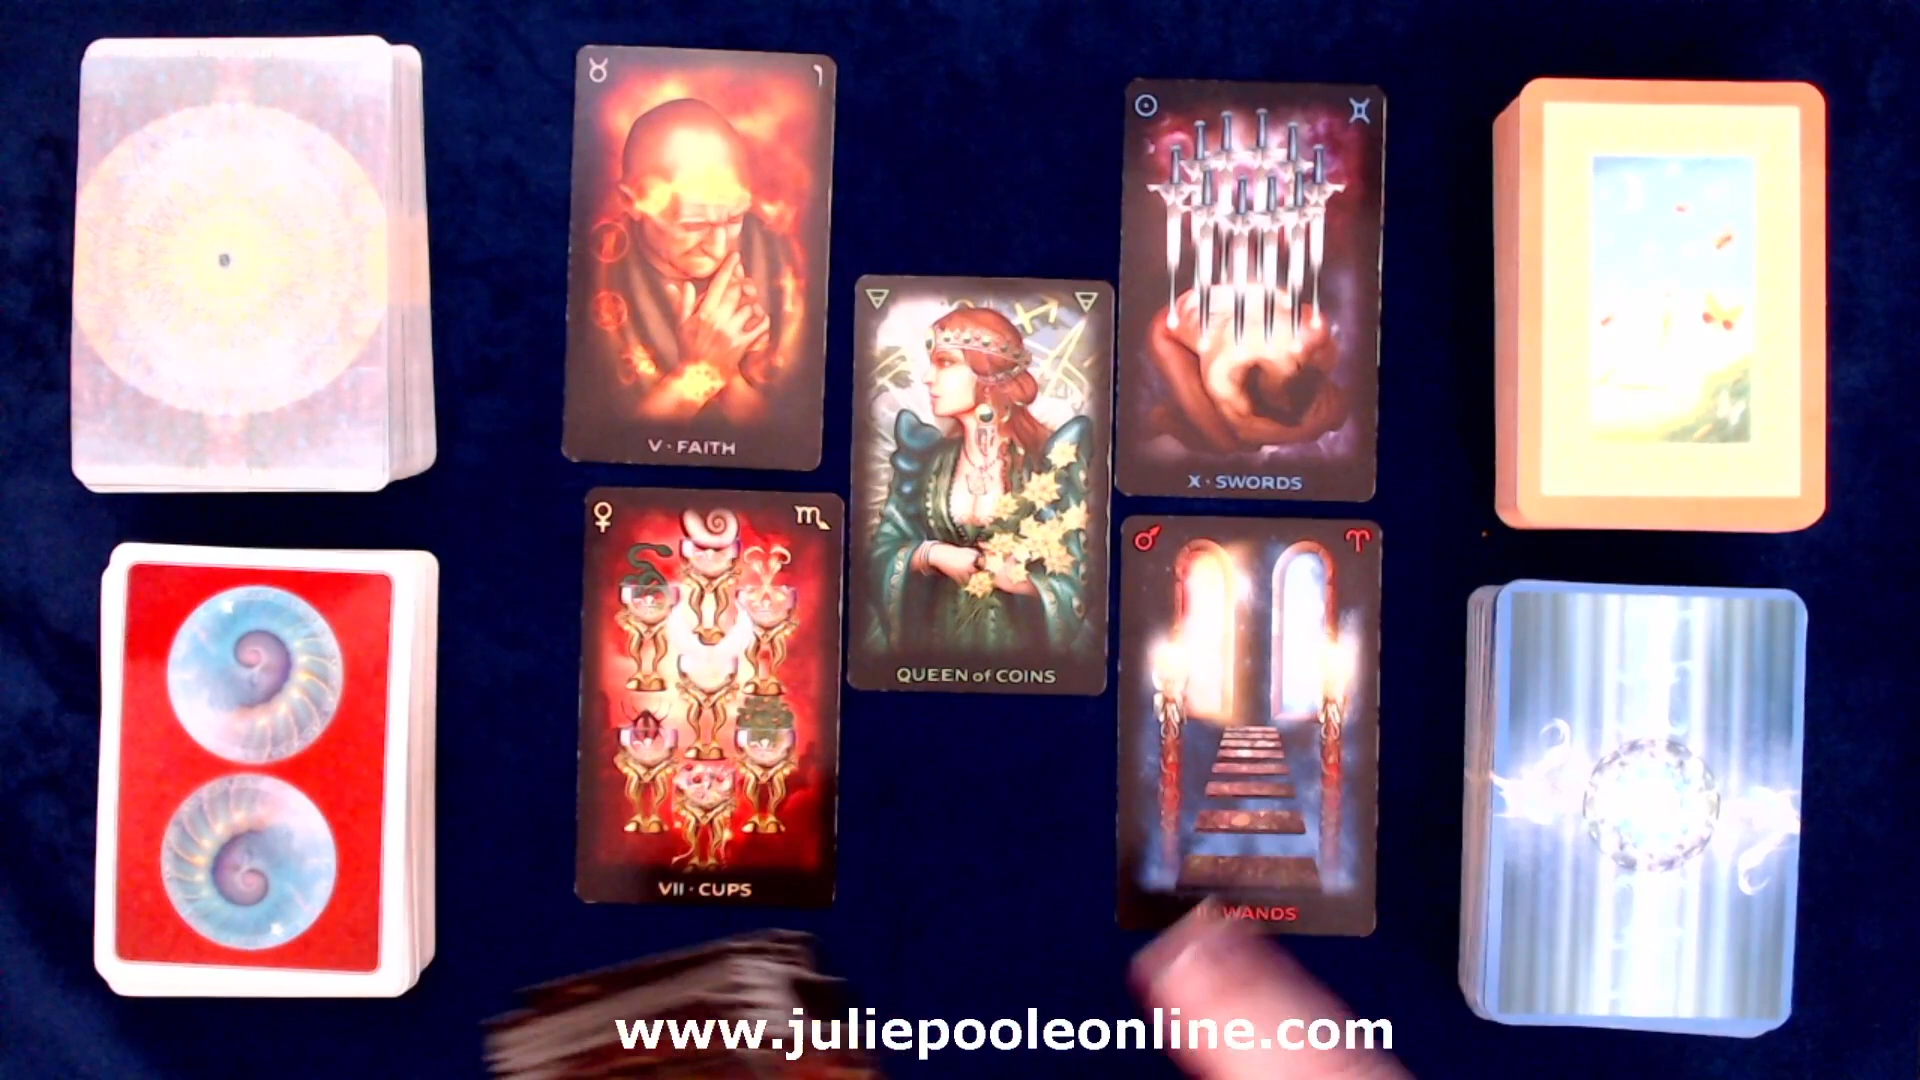 V · FAITH
X · SWORDS
QUEEN of COINS
VII · CUPS
WANDS
www.juliepooleonline.com